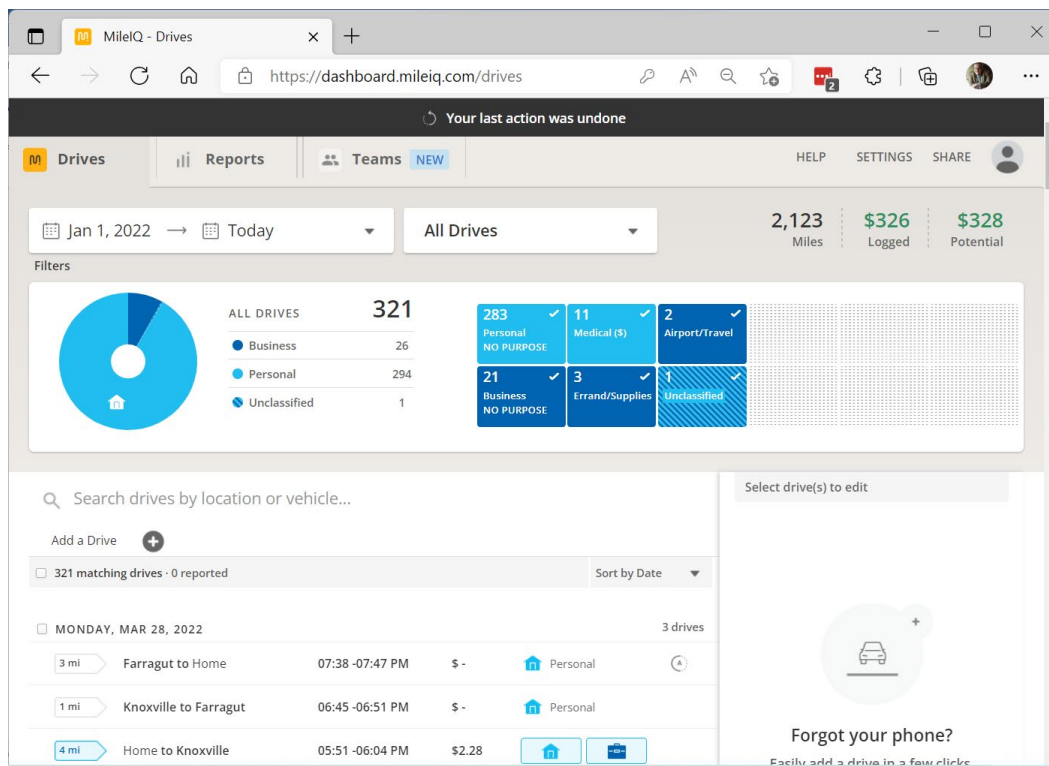 MileIQ - Drives
https://dashboard.mileiq.com/drives
2
Your last action was undone
Drives
Reports
Teams NEW
HELP SETTINGS SHARE
Jan 1, 2022 → Today
All Drives
2,123 $326 $328
Miles Logged Potential
Filters
ALL DRIVES 321
Business 26
Personal 294
Unclassified 1
283
Personal
NO PURPOSE
11
Medical ($)
2
Airport/Travel
21
Business
NO PURPOSE
3
Errand/Supplies
1
Unclassified
Search drives by location or vehicle...
Select drive(s) to edit
Add a Drive
321 matching drives · 0 reported Sort by Date
MONDAY, MAR 28, 2022 3 drives
3 mi Farragut to Home 07:38 -07:47 PM $ - Personal A
1 mi Knoxville to Farragut 06:45 -06:51 PM $ - Personal
4 mi Home to Knoxville 05:51 -06:04 PM $2.28
Forgot your phone?
Easily add a drive in a few clicks